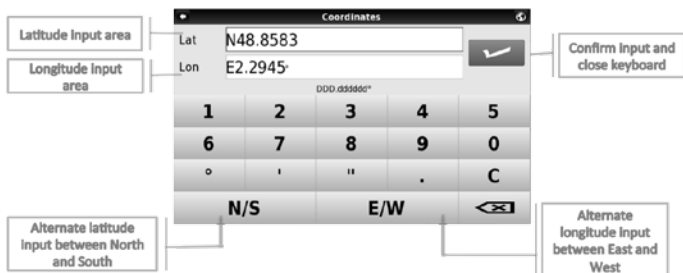 Coordinates
Latitude input area
Lat N48.8583
Longitude input area
Lon E2.2945°
Confirm input and close keyboard
DDD.dddddd°
1 2 3 4 5
6 7 8 9 0
° ' " . C
N/S E/W
Alternate latitude input between North and South
Alternate longitude input between East and West